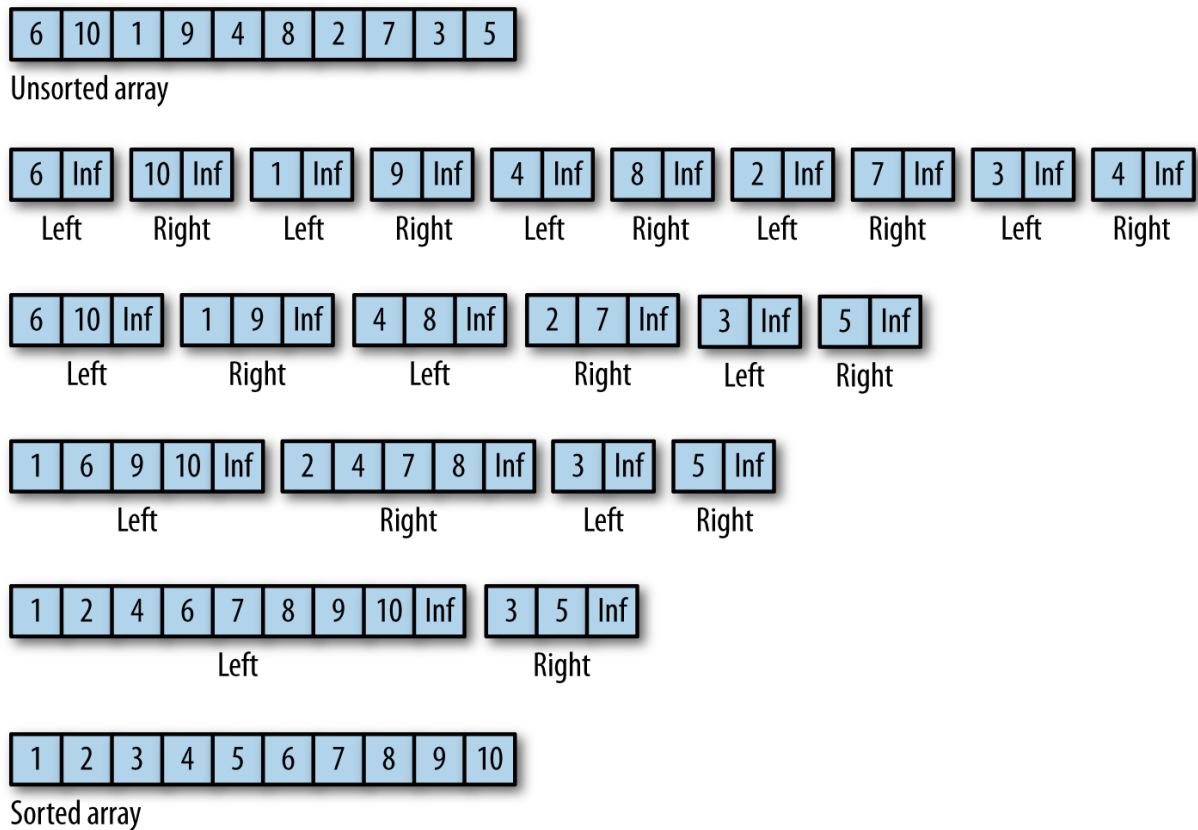 6 10 1 9 4 8 2 7 3 5
Unsorted array
6 Inf 10 Inf 1 Inf 9 Inf 4 Inf 8 Inf 2 Inf 7 Inf 3 Inf 4 Inf
Left Right Left Right Left Right Left Right Left Right
6 10 Inf 1 9 Inf 4 8 Inf 2 7 Inf 3 Inf 5 Inf
Left Right Left Right Left Right
1 6 9 10 Inf 2 4 7 8 Inf 3 Inf 5 Inf
Left Right Left Right
1 2 4 6 7 8 9 10 Inf 3 5 Inf
Left Right
1 2 3 4 5 6 7 8 9 10
Sorted array